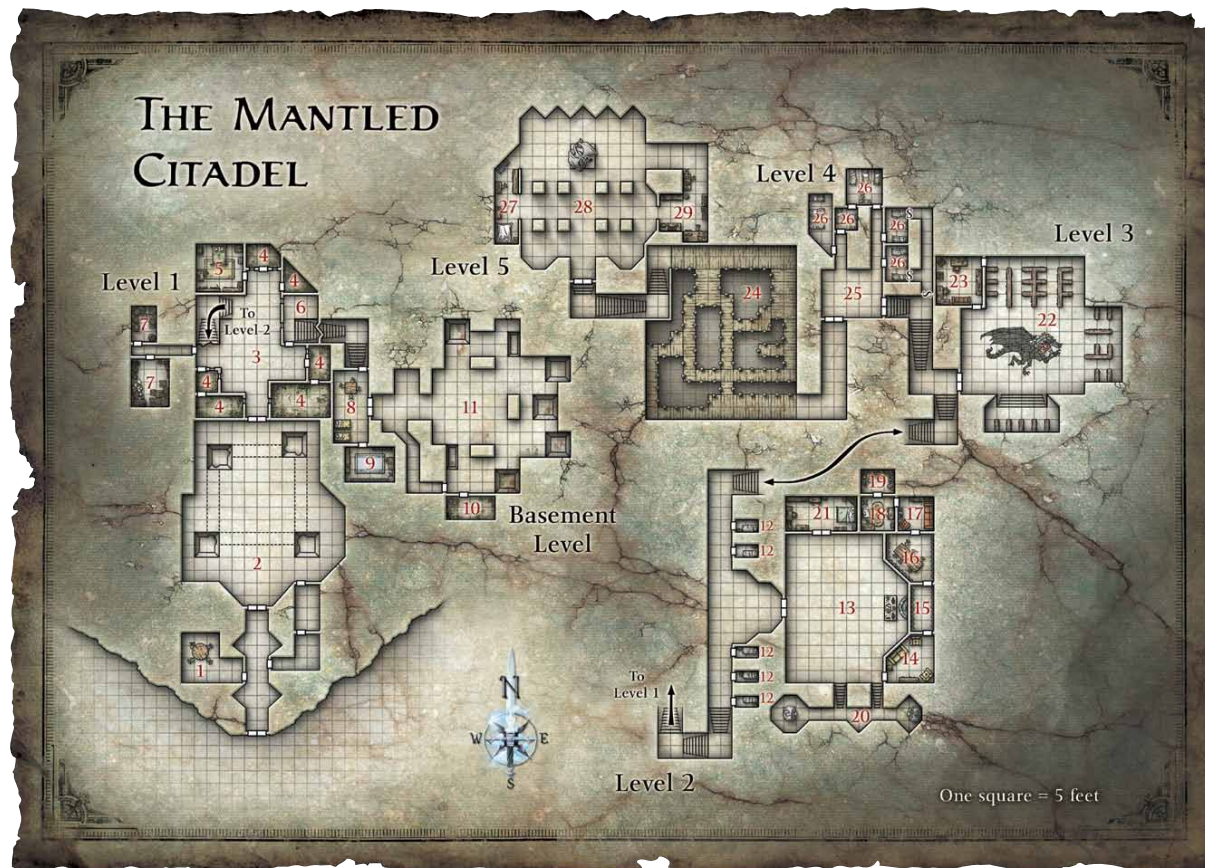 THE MANTLED
CITADEL
Level 1
Level 5
Level 4
Level 3
27
28
29
26
26
26
26
26
24
25
23
22
5
4
4
6
7
7
To
Level 2
3
4
4
4
4
8
9
11
10
Basement
Level
2
1
12
12
12
12
12
19
21
18
17
16
13
15
14
20
To
Level 1
Level 2
N
W
E
S
One square = 5 feet
S
S
S
S